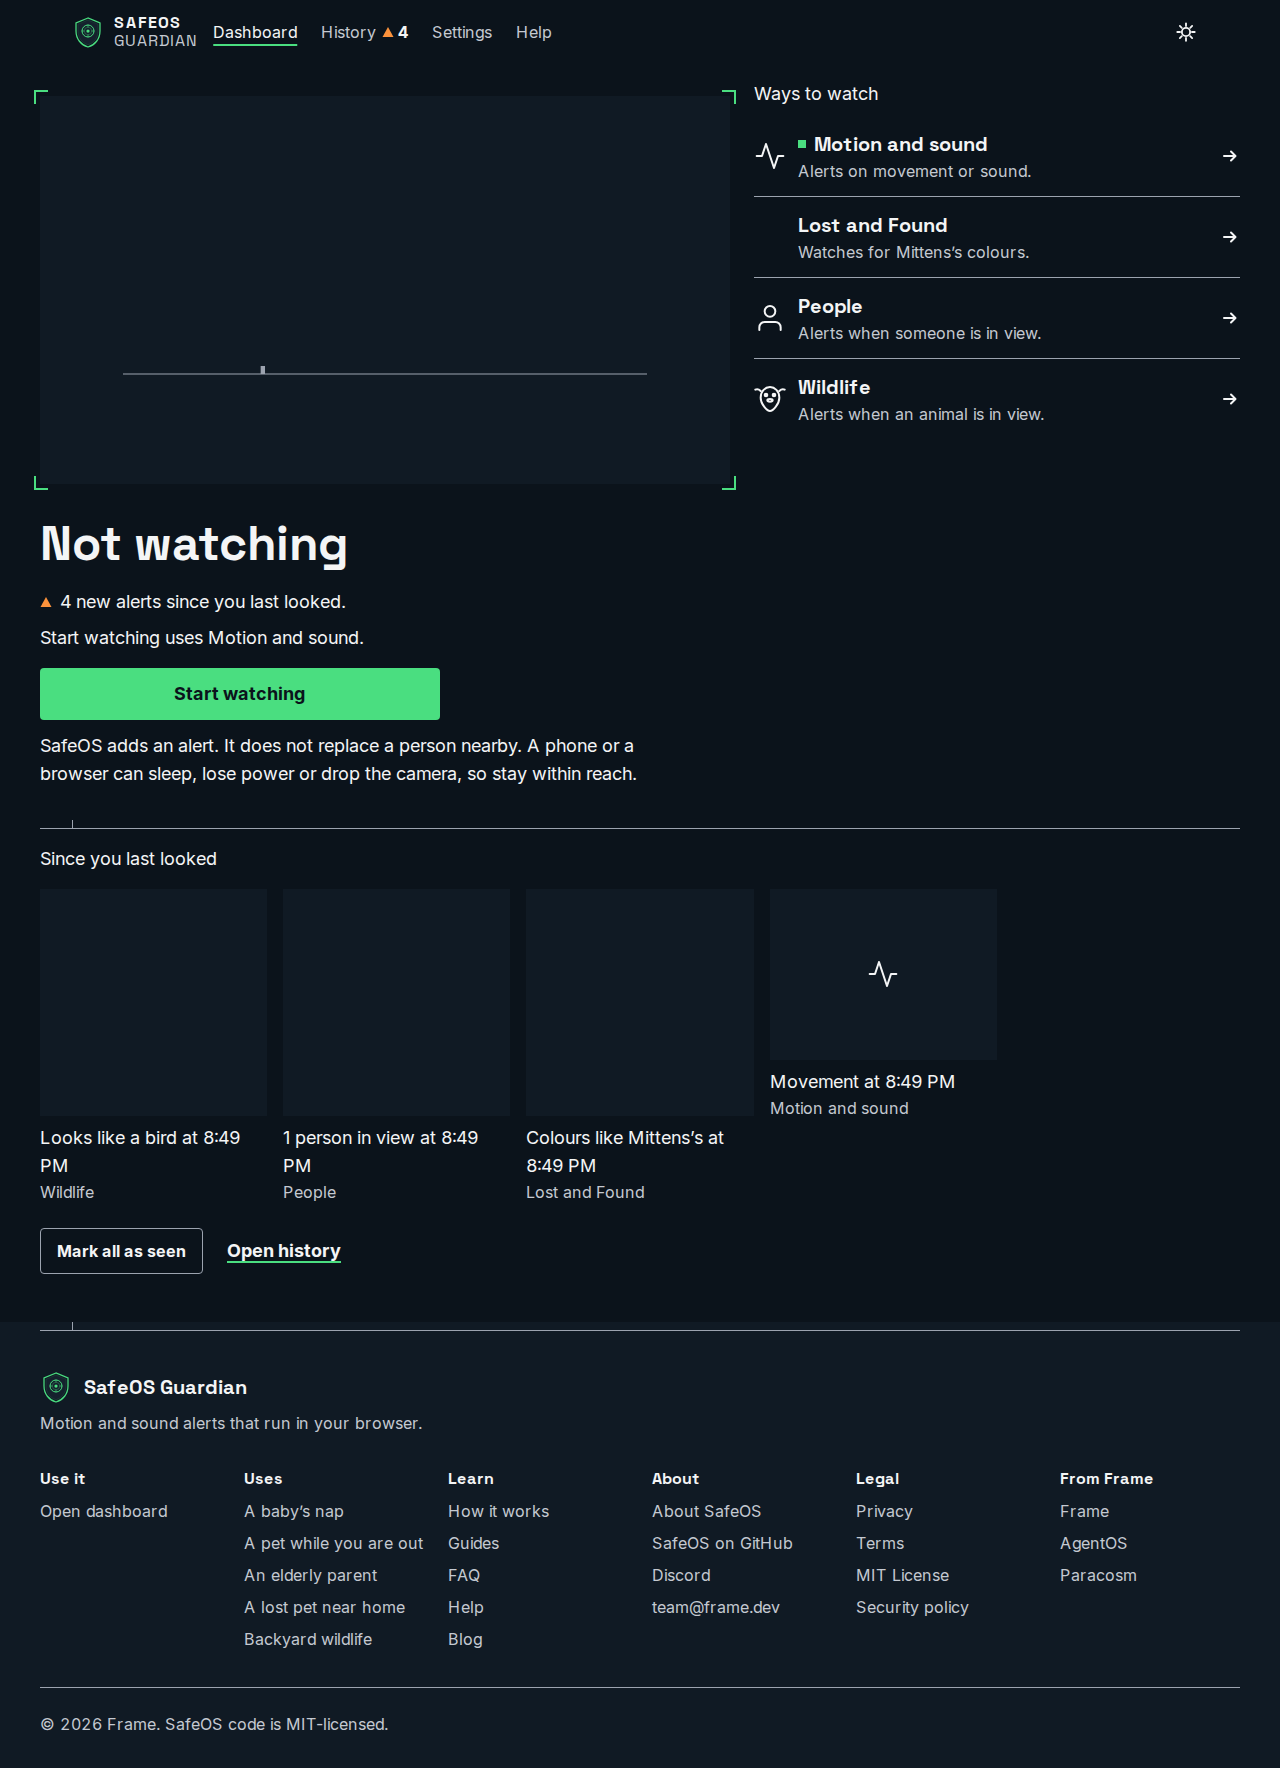 SAFEOS
GUARDIAN
Dashboard
History 4
Settings
Help
Ways to watch
Motion and sound
Alerts on movement or sound.
Lost and Found
Watches for Mittens’s colours.
People
Alerts when someone is in view.
Wildlife
Alerts when an animal is in view.
Not watching
4 new alerts since you last looked.
Start watching uses Motion and sound.
Start watching
SafeOS adds an alert. It does not replace a person nearby. A phone or a
browser can sleep, lose power or drop the camera, so stay within reach.
Since you last looked
Looks like a bird at 8:49
PM
Wildlife
1 person in view at 8:49
PM
People
Colours like Mittens’s at
8:49 PM
Lost and Found
Movement at 8:49 PM
Motion and sound
Mark all as seen
Open history
SafeOS Guardian
Motion and sound alerts that run in your browser.
Use it
Open dashboard
Uses
A baby’s nap
A pet while you are out
An elderly parent
A lost pet near home
Backyard wildlife
Learn
How it works
Guides
FAQ
Help
Blog
About
About SafeOS
SafeOS on GitHub
Discord
team@frame.dev
Legal
Privacy
Terms
MIT License
Security policy
From Frame
Frame
AgentOS
Paracosm
© 2026 Frame. SafeOS code is MIT-licensed.